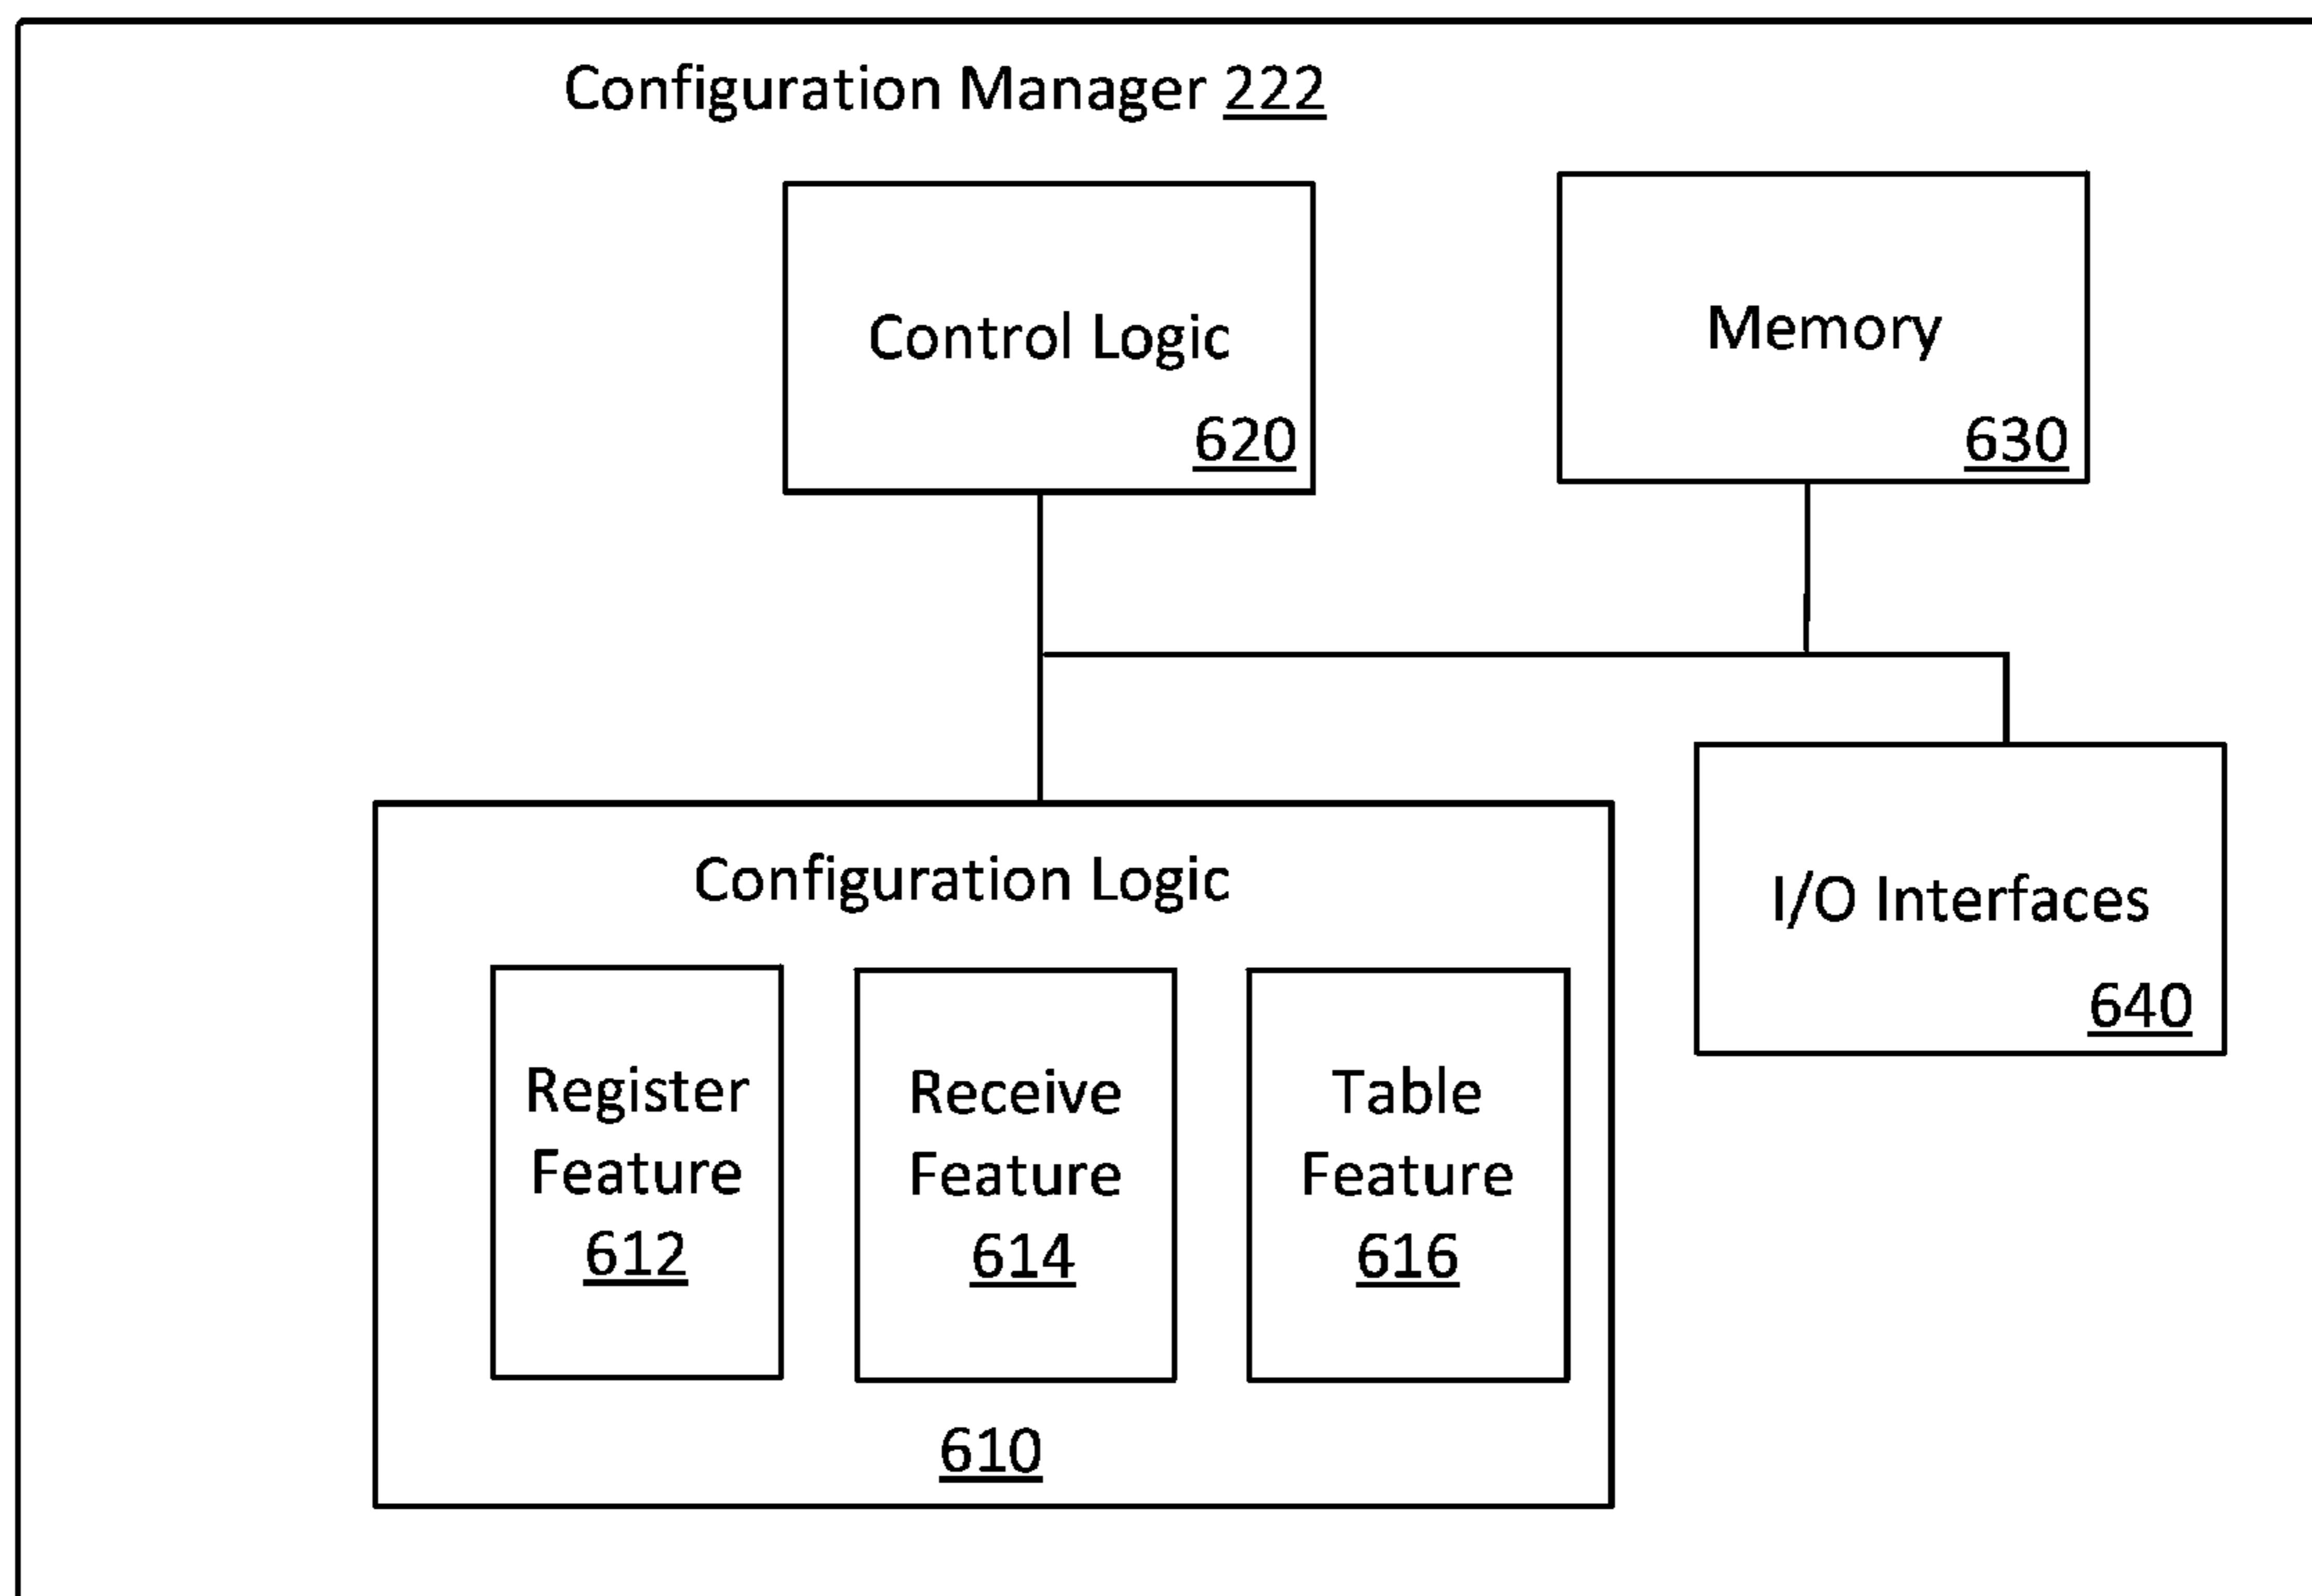 Configuration Manager 222
Control Logic
620
Memory
630
Configuration Logic
Register
Feature
612
Receive
Feature
614
Table
Feature
616
610
I/O Interfaces
640